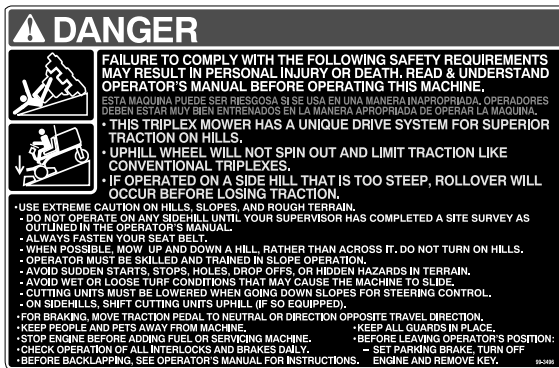 DANGER
FAILURE TO COMPLY WITH THE FOLLOWING SAFETY REQUIREMENTS
MAY RESULT IN PERSONAL INJURY OR DEATH. READ & UNDERSTAND
OPERATOR'S MANUAL BEFORE OPERATING THIS MACHINE.
ESTA MAQUINA PUEDE SER RIESGOSA SI SE USA EN UNA MANERA INAPROPRIADA. OPERADORES
DEBEN ESTAR MUY BIEN ENTRENADOS EN LA MANERA APROPRIADA DE OPERAR LA MAQUINA.
• THIS TRIPLEX MOWER HAS A UNIQUE DRIVE SYSTEM FOR SUPERIOR
TRACTION ON HILLS.
• UPHILL WHEEL WILL NOT SPIN OUT AND LIMIT TRACTION LIKE
CONVENTIONAL TRIPLEXES.
• IF OPERATED ON A SIDE HILL THAT IS TOO STEEP, ROLLOVER WILL
OCCUR BEFORE LOSING TRACTION.
•USE EXTREME CAUTION ON HILLS, SLOPES, AND ROUGH TERRAIN.
- DO NOT OPERATE ON ANY SIDEHILL UNTIL YOUR SUPERVISOR HAS COMPLETED A SITE SURVEY AS
OUTLINED IN THE OPERATOR'S MANUAL.
- ALWAYS FASTEN YOUR SEAT BELT.
- WHEN POSSIBLE, MOW UP AND DOWN A HILL, RATHER THAN ACROSS IT. DO NOT TURN ON HILLS.
- OPERATOR MUST BE SKILLED AND TRAINED IN SLOPE OPERATION.
- AVOID SUDDEN STARTS, STOPS, HOLES, DROP OFFS, OR HIDDEN HAZARDS IN TERRAIN.
- AVOID WET OR LOOSE TURF CONDITIONS THAT MAY CAUSE THE MACHINE TO SLIDE.
- CUTTING UNITS MUST BE LOWERED WHEN GOING DOWN SLOPES FOR STEERING CONTROL.
- ON SIDEHILLS, SHIFT CUTTING UNITS UPHILL (IF SO EQUIPPED).
•FOR BRAKING, MOVE TRACTION PEDAL TO NEUTRAL OR DIRECTION OPPOSITE TRAVEL DIRECTION.
•KEEP PEOPLE AND PETS AWAY FROM MACHINE.
•STOP ENGINE BEFORE ADDING FUEL OR SERVICING MACHINE.
•CHECK OPERATION OF ALL INTERLOCKS AND BRAKES DAILY.
•BEFORE BACKLAPPING, SEE OPERATOR'S MANUAL FOR INSTRUCTIONS.
•KEEP ALL GUARDS IN PLACE.
•BEFORE LEAVING OPERATOR'S POSITION:
– SET PARKING BRAKE, TURN OFF
ENGINE AND REMOVE KEY.
99-3496